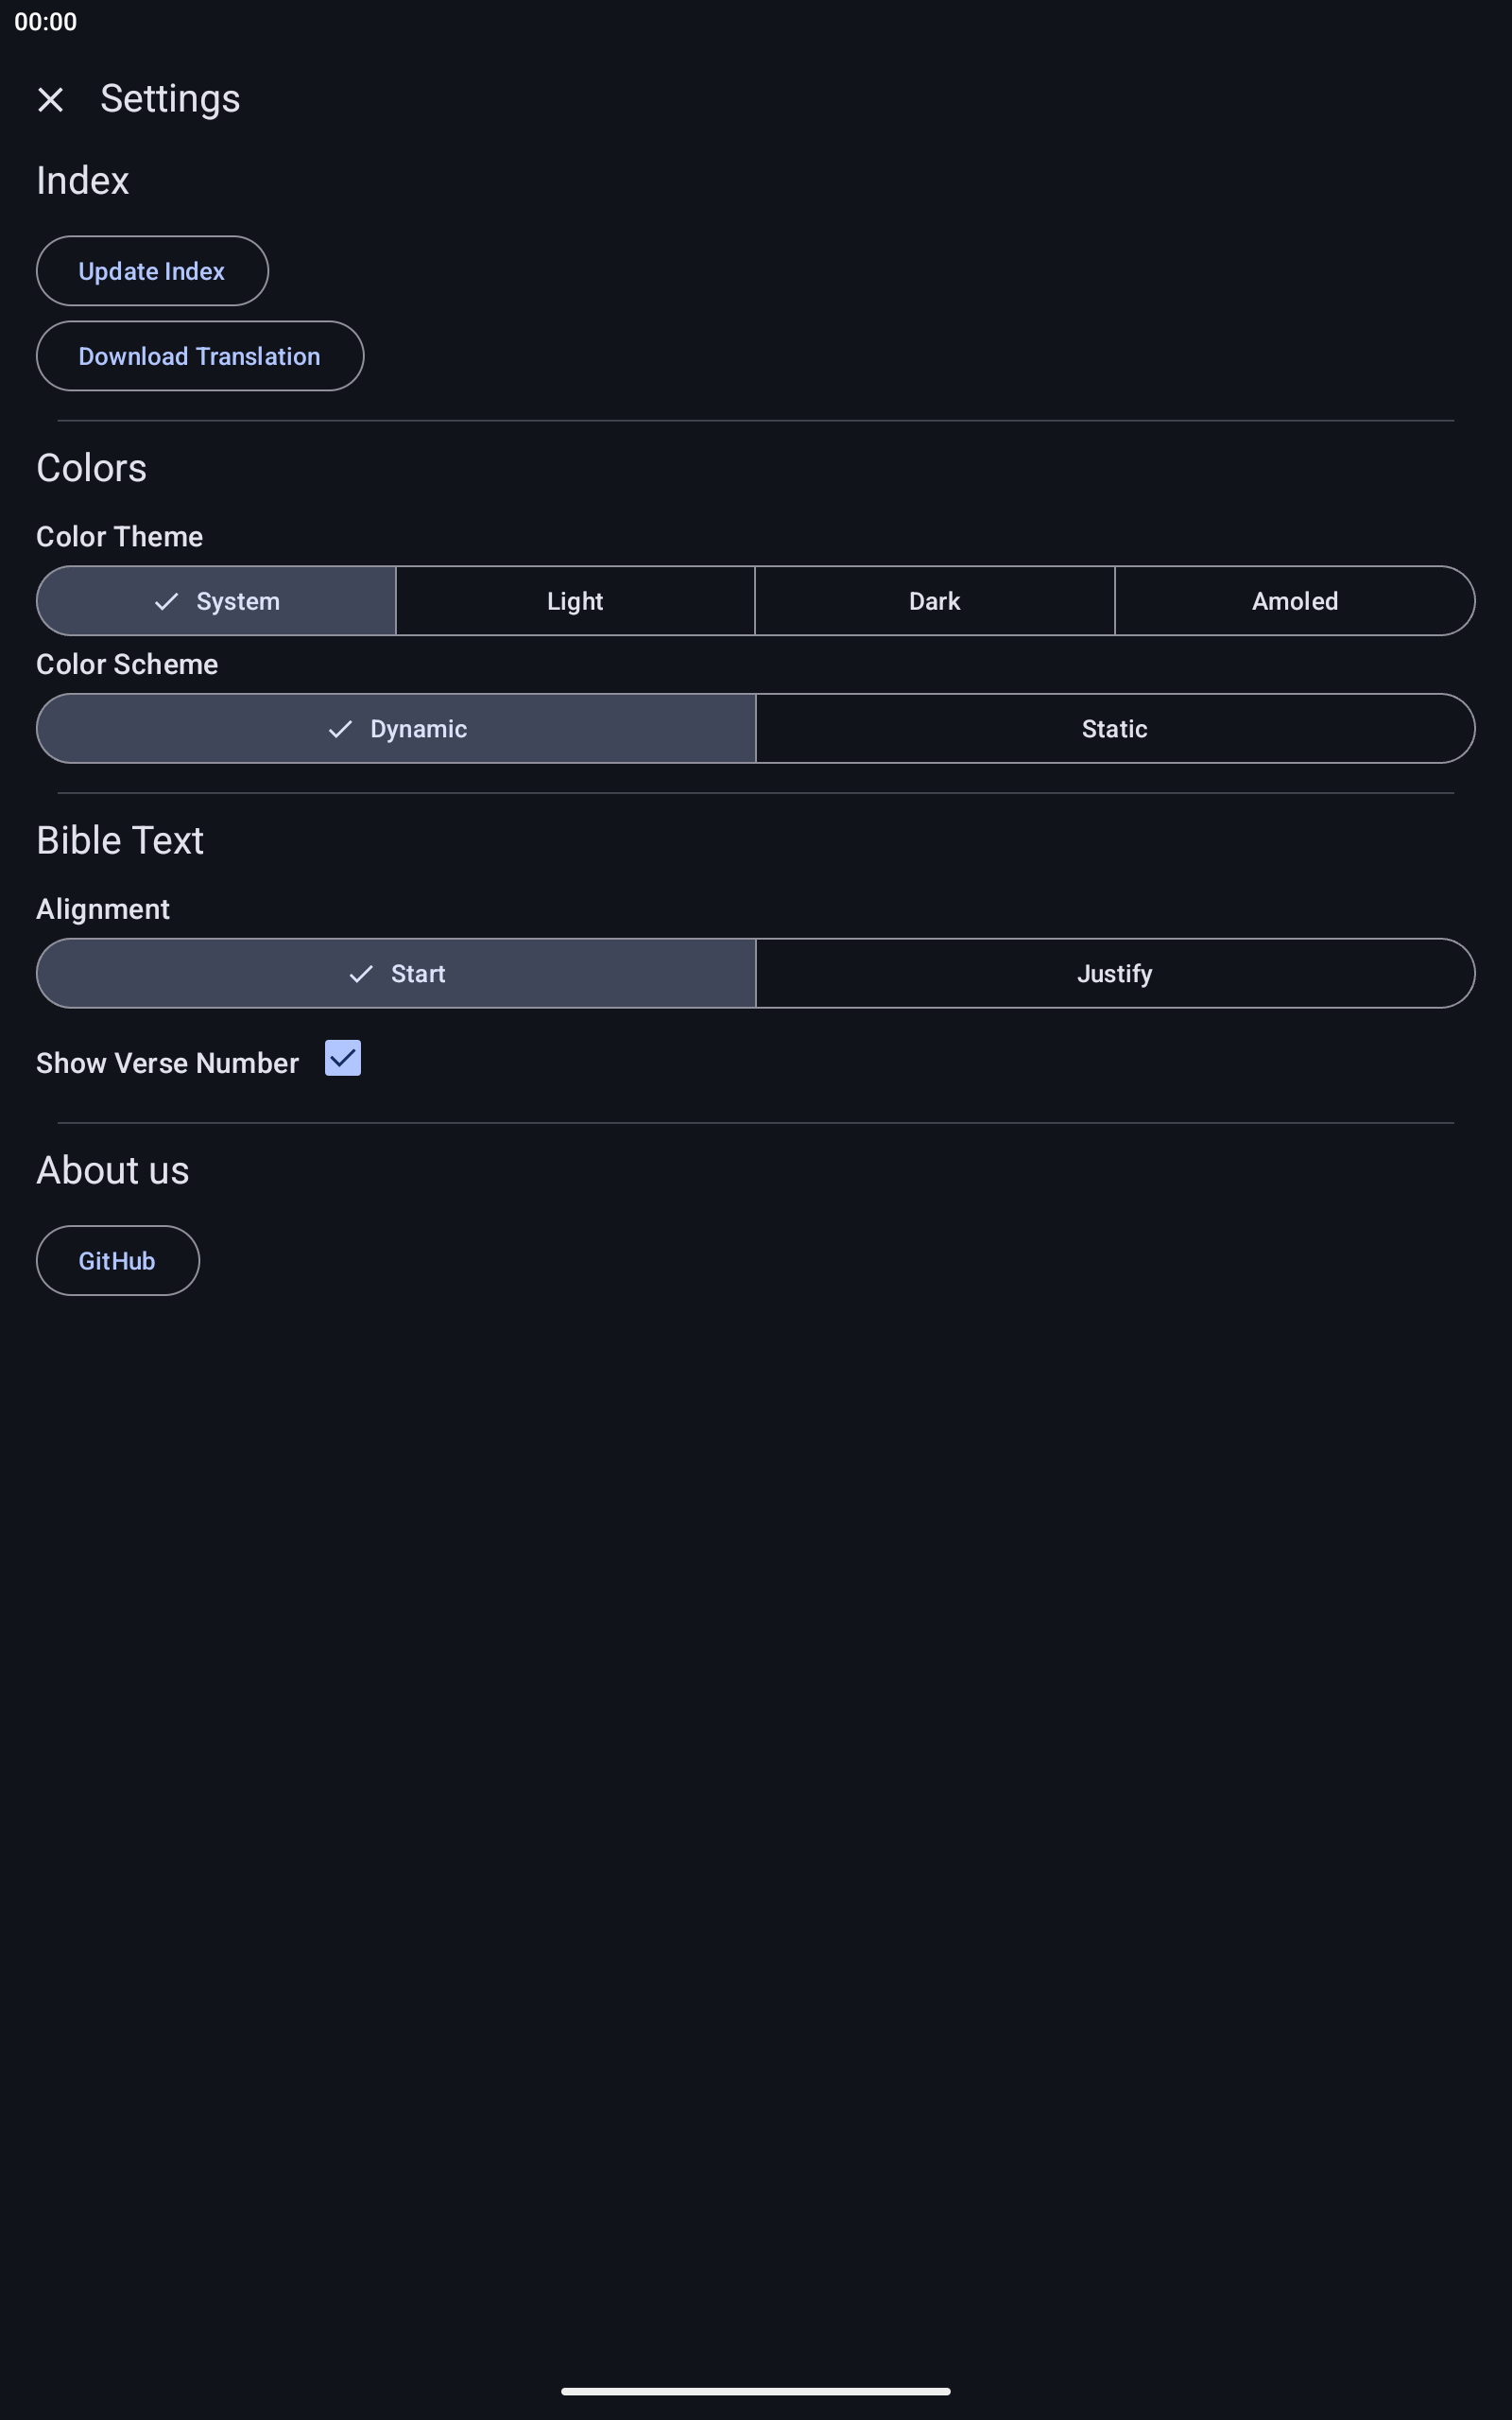 00:00
Settings
Index
Update Index
Download Translation
Colors
Color Theme
System Light Dark Amoled
Color Scheme
Dynamic Static
Bible Text
Alignment
Start Justify
Show Verse Number
About us
GitHub